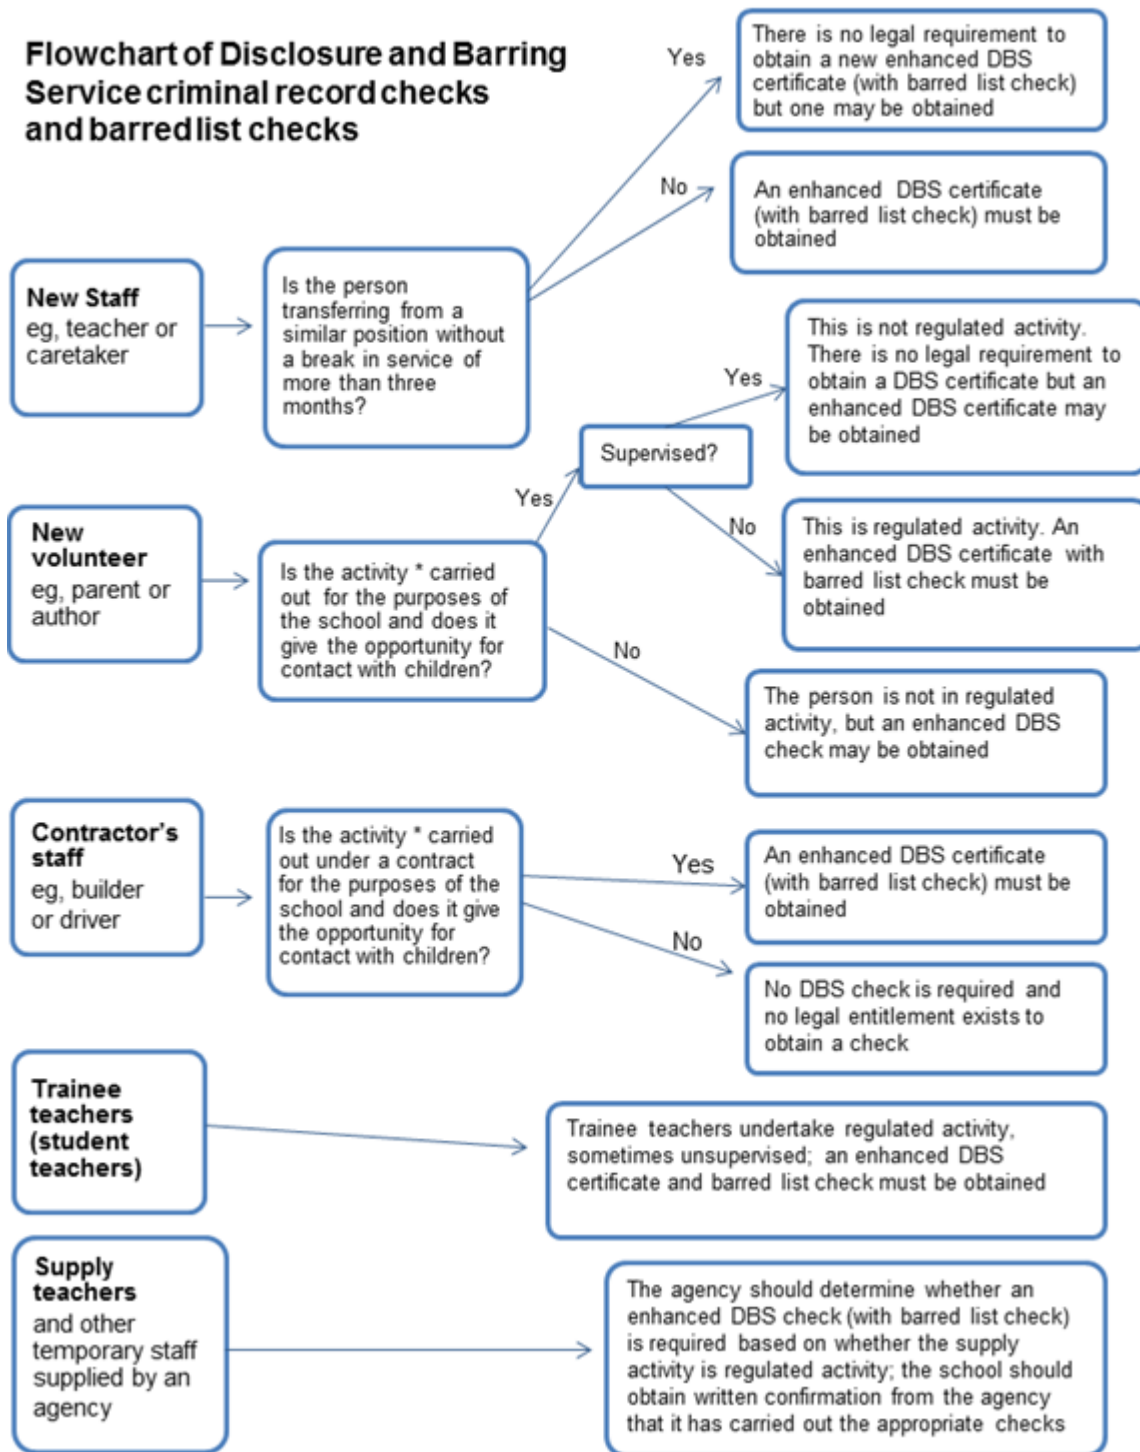 Flowchart of Disclosure and Barring
Service criminal record checks
and barred list checks
Yes
There is no legal requirement to
obtain a new enhanced DBS
certificate (with barred list check)
but one may be obtained
No
An enhanced DBS certificate
(with barred list check) must be
obtained
New Staff
eg, teacher or
caretaker
Is the person
transferring from a
similar position without
a break in service of
more than three
months?
New
volunteer
eg, parent or
author
Is the activity * carried
out for the purposes of
the school and does it
give the opportunity for
contact with children?
Yes
Supervised?
Yes
This is not regulated activity.
There is no legal requirement to
obtain a DBS certificate but an
enhanced DBS certificate may
be obtained
No
This is regulated activity. An
enhanced DBS certificate with
barred list check must be
obtained
No
The person is not in regulated
activity, but an enhanced DBS
check may be obtained
Contractor's
staff
eg, builder
or driver
Is the activity * carried
out under a contract
for the purposes of the
school and does it give
the opportunity for
contact with children?
Yes
An enhanced DBS certificate
(with barred list check) must be
obtained
No
No DBS check is required and
no legal entitlement exists to
obtain a check
Trainee
teachers
(student
teachers)
Trainee teachers undertake regulated activity,
sometimes unsupervised; an enhanced DBS
certificate and barred list check must be obtained
Supply
teachers
and other
temporary staff
supplied by an
agency
The agency should determine whether an
enhanced DBS check (with barred list check)
is required based on whether the supply
activity is regulated activity; the school should
obtain written confirmation from the agency
that it has carried out the appropriate checks